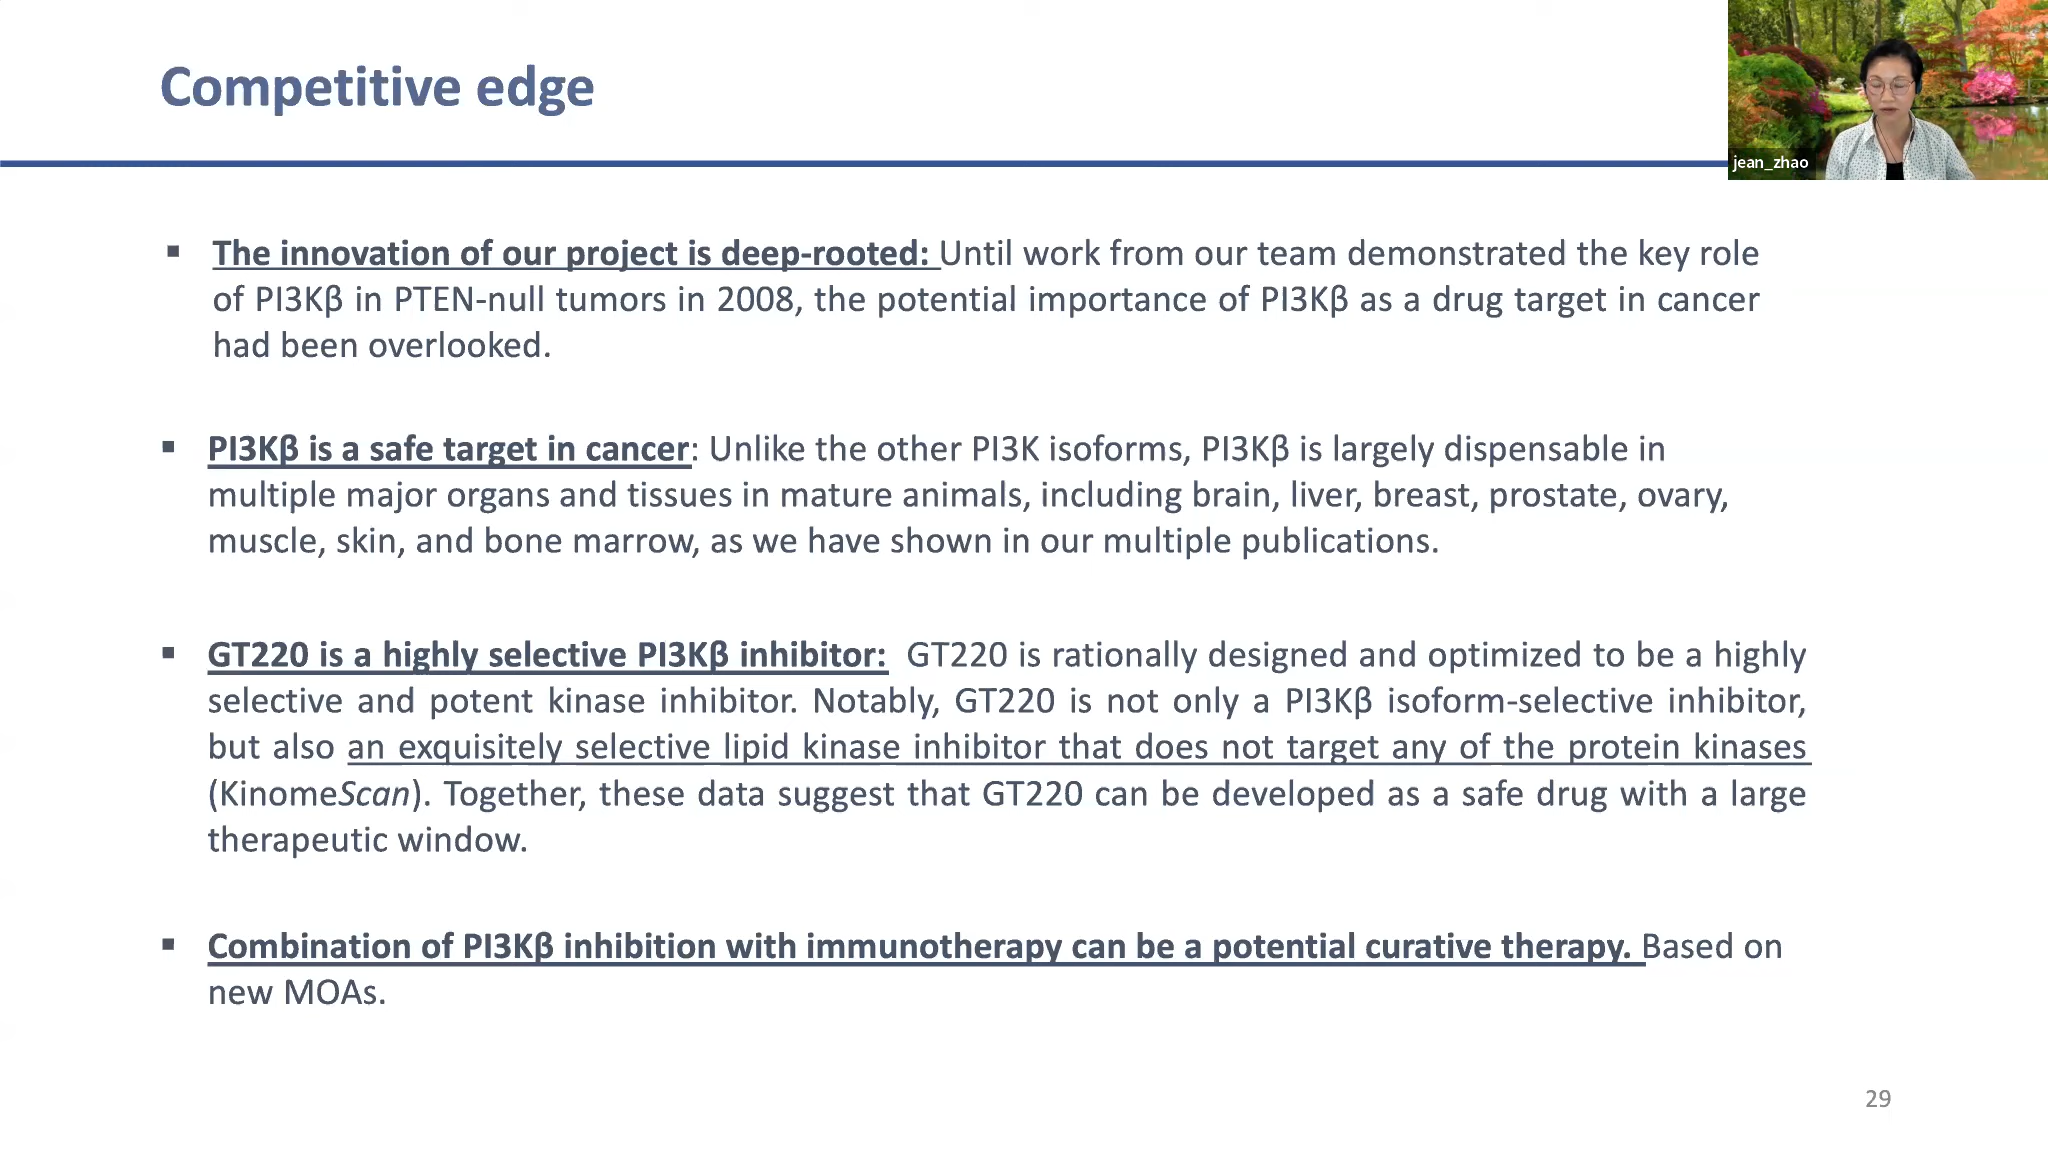 Competitive edge
jean_zhao
▪ The innovation of our project is deep-rooted: Until work from our team demonstrated the key role
of PI3Kβ in PTEN-null tumors in 2008, the potential importance of PI3Kβ as a drug target in cancer
had been overlooked.
▪ PI3Kβ is a safe target in cancer: Unlike the other PI3K isoforms, PI3Kβ is largely dispensable in
multiple major organs and tissues in mature animals, including brain, liver, breast, prostate, ovary,
muscle, skin, and bone marrow, as we have shown in our multiple publications.
▪ GT220 is a highly selective PI3Kβ inhibitor: GT220 is rationally designed and optimized to be a highly
selective and potent kinase inhibitor. Notably, GT220 is not only a PI3Kβ isoform-selective inhibitor,
but also an exquisitely selective lipid kinase inhibitor that does not target any of the protein kinases
(KinomeScan). Together, these data suggest that GT220 can be developed as a safe drug with a large
therapeutic window.
▪ Combination of PI3Kβ inhibition with immunotherapy can be a potential curative therapy. Based on
new MOAs.
29